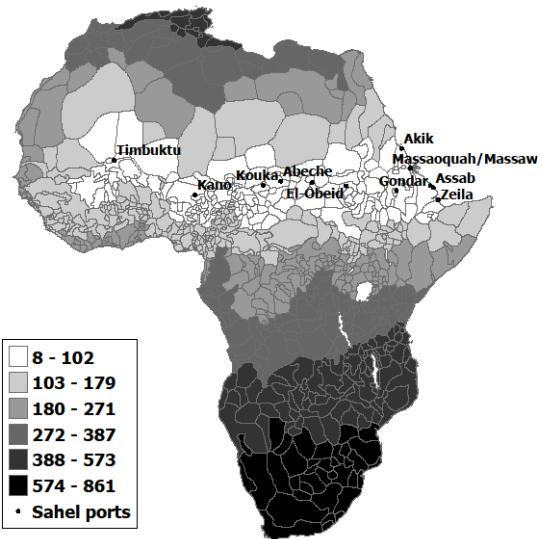 Akik
Timbuktu
Massaoquah/Massaw
Kouka
Abeche
Kano
Gondar
Assab
El-Obeid
Zeila
8 - 102
103 - 179
180 - 271
272 - 387
388 - 573
574 - 861
Sahel ports